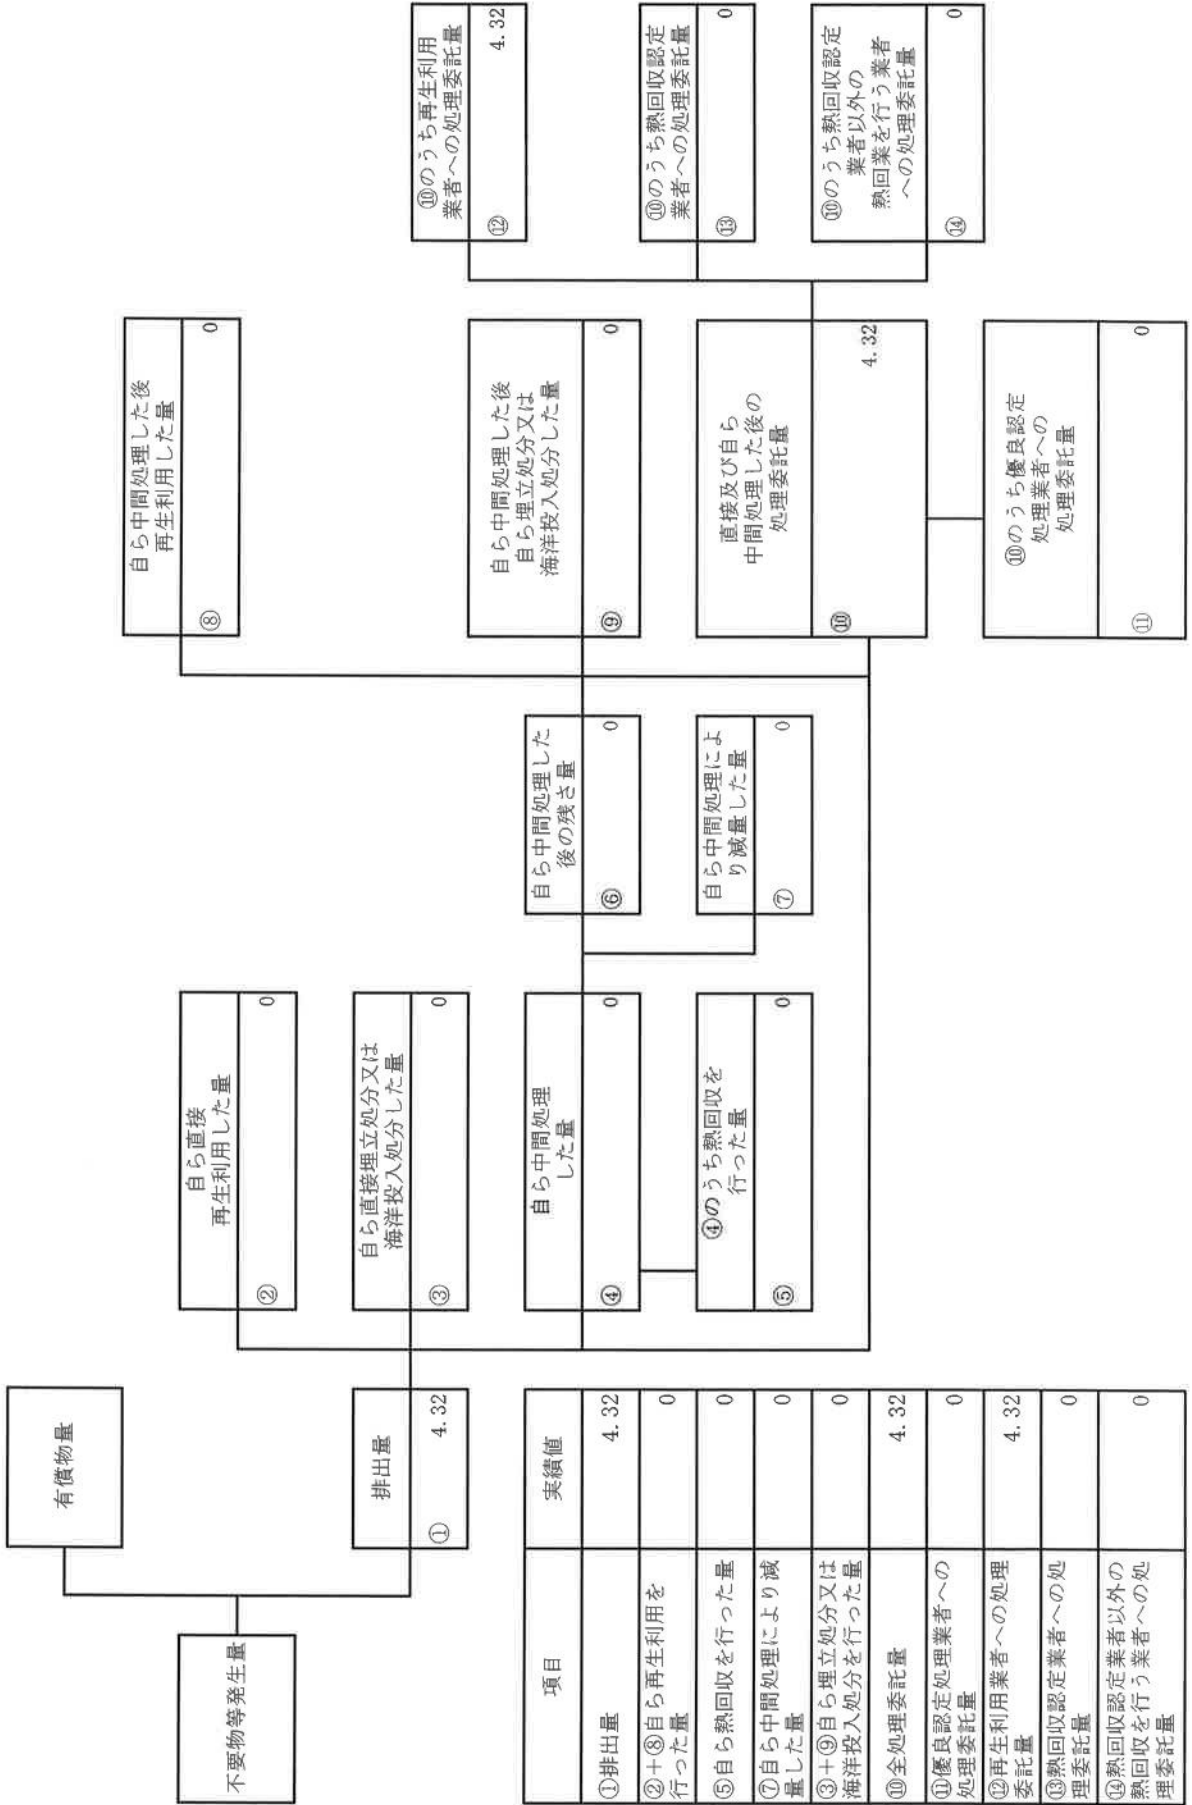 有償物量
不要物等発生量
排出量
① 4.32
自ら直接
再生利用した量
② 0
自ら直接埋立処分又は
海洋投入処分した量
③ 0
自ら中間処理
した量
④ 0
④のうち熱回収を
行った量
⑤ 0
自ら中間処理した
後の残さ量
⑥ 0
自ら中間処理によ
り減量した量
⑦ 0
自ら中間処理した後
再生利用した量
⑧ 0
自ら中間処理した後
自ら埋立処分又は
海洋投入処分した量
⑨ 0
直接及び自ら
中間処理した後の
処理委託量
⑩ 4.32
⑩のうち優良認定
処理業者への
処理委託量
⑪ 0
⑩のうち再生利用
業者への処理委託量
⑫ 4.32
⑩のうち熱回収認定
業者への処理委託量
⑬ 0
⑩のうち熱回収認定
業者以外の
熱回業を行う業者
への処理委託量
⑭ 0
項目 実績値
①排出量 4.32
②+⑧自ら再生利用を
行った量 0
⑤自ら熱回収を行った量 0
⑦自ら中間処理により減
量した量 0
③+⑨自ら埋立処分又は
海洋投入処分を行った量 0
⑩全処理委託量 4.32
⑪優良認定処理業者への
処理委託量 0
⑫再生利用業者への処理
委託量 4.32
⑬熱回収認定業者への処
理委託量 0
⑭熱回収認定業者以外の
熱回収を行う業者への処
理委託量 0